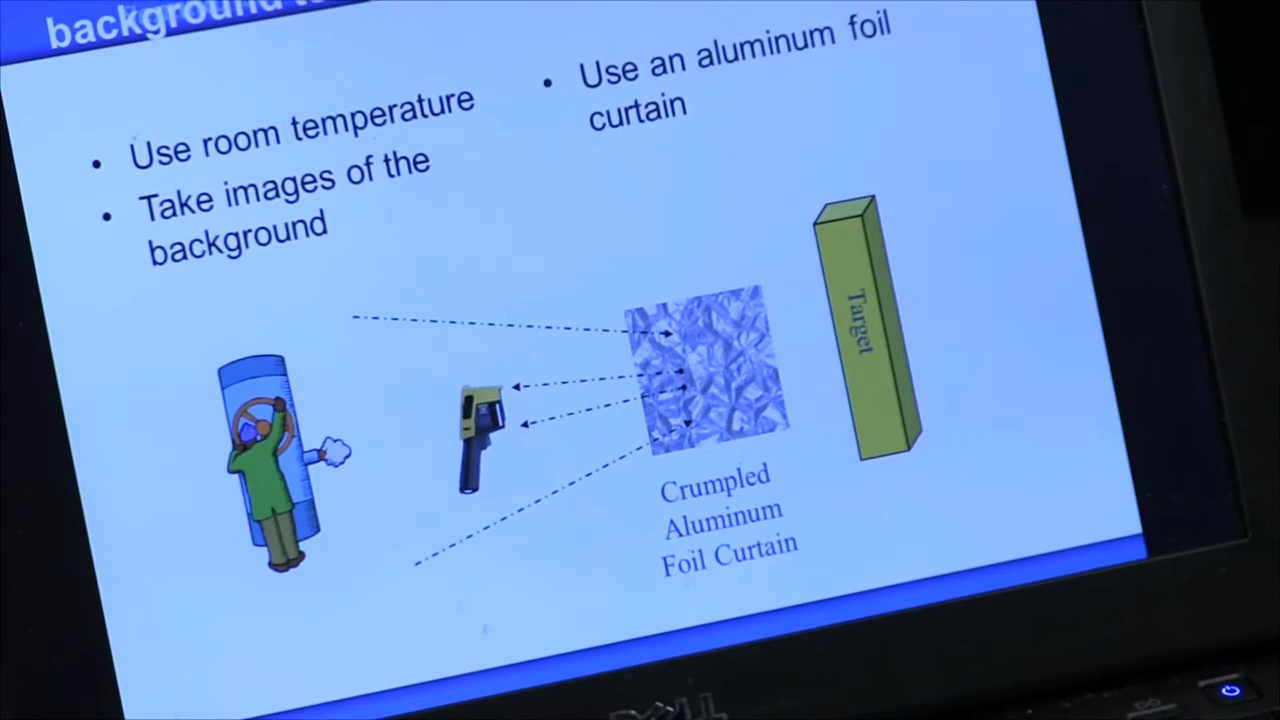 background
• Use room temperature
• Take images of the
background
• Use an aluminum foil
curtain
Target
Crumpled
Aluminum
Foil Curtain
DELL